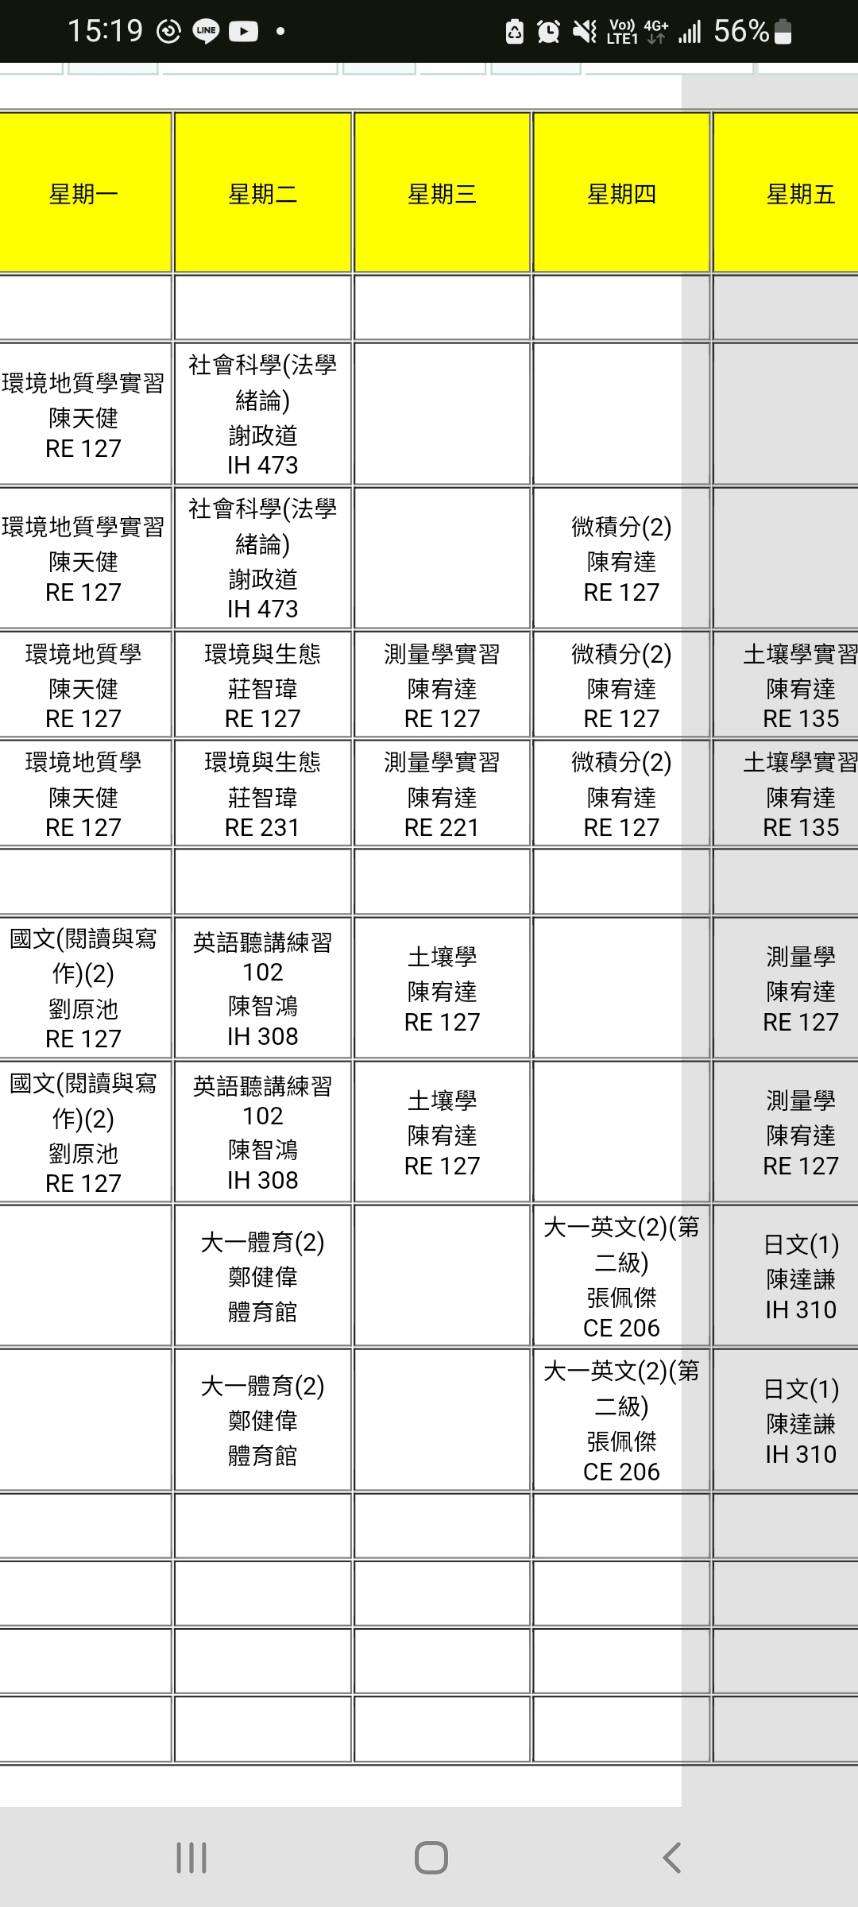 15:19 LINE Vo)) LTE1 4G+ 56%
星期一 星期二 星期三 星期四 星期五
環境地質學實習
陳天健
RE 127
社會科學(法學
緒論)
謝政道
IH 473
環境地質學實習
陳天健
RE 127
社會科學(法學
緒論)
謝政道
IH 473
微積分(2)
陳宥達
RE 127
環境地質學
陳天健
RE 127
環境與生態
莊智瑋
RE 127
測量學實習
陳宥達
RE 127
微積分(2)
陳宥達
RE 127
土壤學實習
陳宥達
RE 135
環境地質學
陳天健
RE 127
環境與生態
莊智瑋
RE 231
測量學實習
陳宥達
RE 221
微積分(2)
陳宥達
RE 127
土壤學實習
陳宥達
RE 135
國文(閱讀與寫
作)(2)
劉原池
RE 127
英語聽講練習
102
陳智鴻
IH 308
土壤學
陳宥達
RE 127
測量學
陳宥達
RE 127
國文(閱讀與寫
作)(2)
劉原池
RE 127
英語聽講練習
102
陳智鴻
IH 308
土壤學
陳宥達
RE 127
測量學
陳宥達
RE 127
大一體育(2)
鄭健偉
體育館
大一英文(2)(第
二級)
張佩傑
CE 206
日文(1)
陳達謙
IH 310
大一體育(2)
鄭健偉
體育館
大一英文(2)(第
二級)
張佩傑
CE 206
日文(1)
陳達謙
IH 310